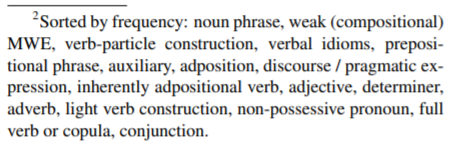 2Sorted by frequency: noun phrase, weak (compositional)
MWE, verb-particle construction, verbal idioms, preposi-
tional phrase, auxiliary, adposition, discourse / pragmatic ex-
pression, inherently adpositional verb, adjective, determiner,
adverb, light verb construction, non-possessive pronoun, full
verb or copula, conjunction.